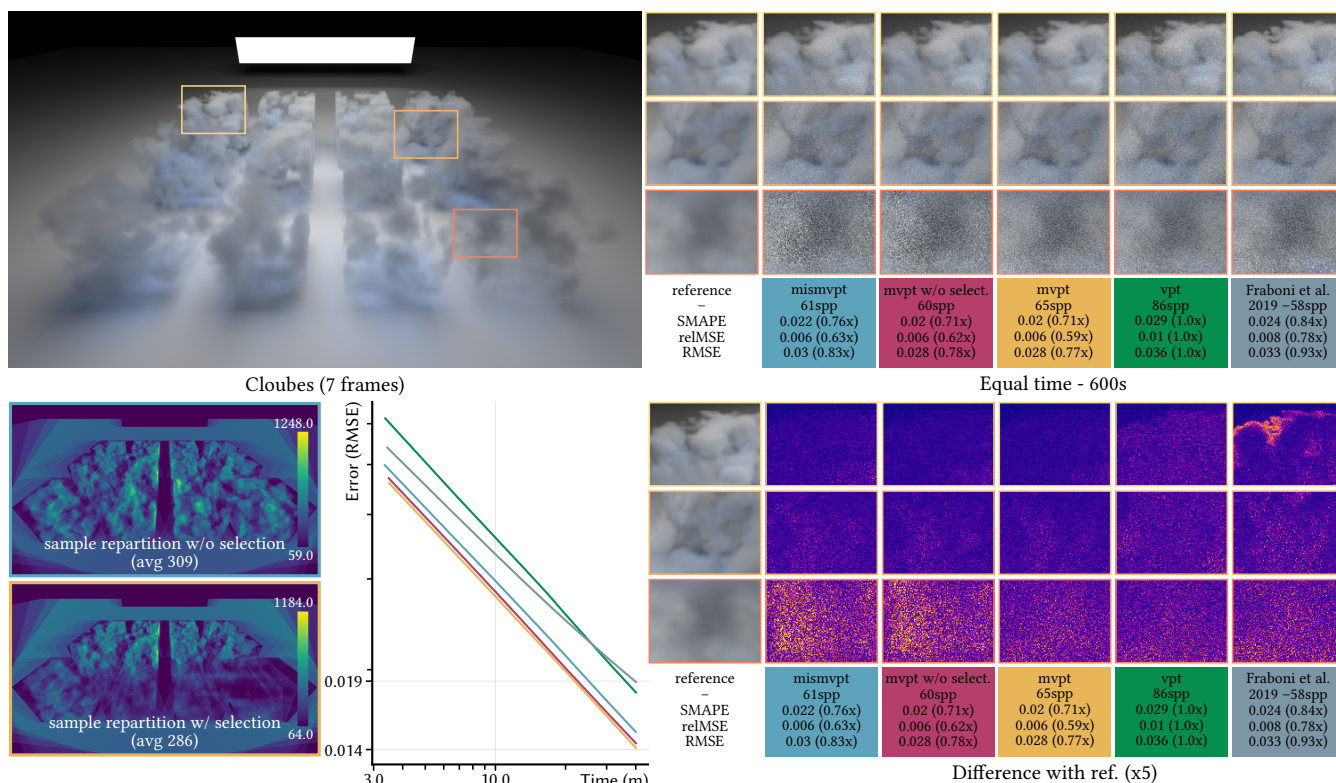 reference
–
SMAPE
relMSE
RMSE
mismvpt
61spp
0.022 (0.76x)
0.006 (0.63x)
0.03 (0.83x)
mvpt w/o select.
60spp
0.02 (0.71x)
0.006 (0.62x)
0.028 (0.78x)
mvpt
65spp
0.02 (0.71x)
0.006 (0.59x)
0.028 (0.77x)
vpt
86spp
0.029 (1.0x)
0.01 (1.0x)
0.036 (1.0x)
Fraboni et al.
2019 –58spp
0.024 (0.84x)
0.008 (0.78x)
0.033 (0.93x)
Cloubes (7 frames)
Equal time - 600s
1248.0
59.0
sample repartition w/o selection
(avg 309)
1184.0
64.0
sample repartition w/ selection
(avg 286)
Error (RMSE)
0.019
0.014
3.0
10.0
Time (m)
reference
–
SMAPE
relMSE
RMSE
mismvpt
61spp
0.022 (0.76x)
0.006 (0.63x)
0.03 (0.83x)
mvpt w/o select.
60spp
0.02 (0.71x)
0.006 (0.62x)
0.028 (0.78x)
mvpt
65spp
0.02 (0.71x)
0.006 (0.59x)
0.028 (0.77x)
vpt
86spp
0.029 (1.0x)
0.01 (1.0x)
0.036 (1.0x)
Fraboni et al.
2019 –58spp
0.024 (0.84x)
0.008 (0.78x)
0.033 (0.93x)
Difference with ref. (x5)